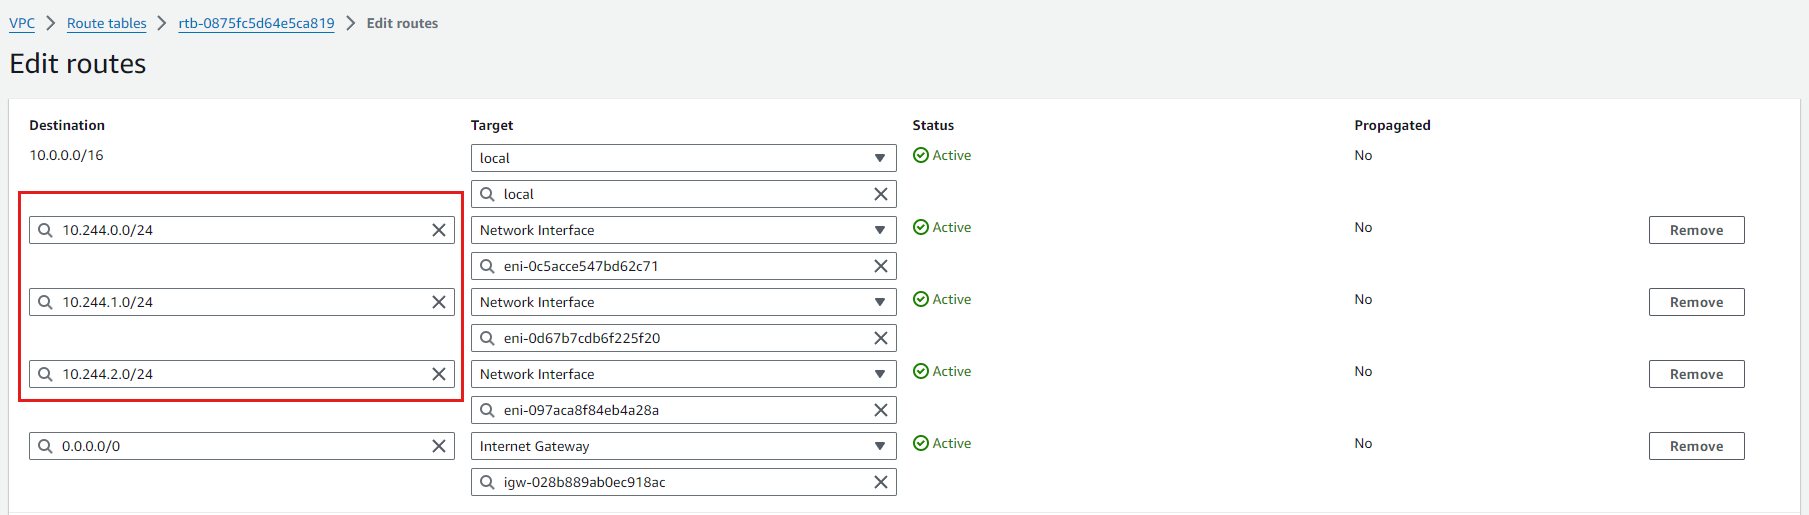 VPC > Route tables > rtb-0875fc5d64e5ca819 > Edit routes
Edit routes
Destination Target Status Propagated
10.0.0.0/16 local Active No
local
10.244.0.0/24 Network Interface Active No Remove
eni-0c5acce547bd62c71
10.244.1.0/24 Network Interface Active No Remove
eni-0d67b7cdb6f225f20
10.244.2.0/24 Network Interface Active No Remove
eni-097aca8f84eb4a28a
0.0.0.0/0 Internet Gateway Active No Remove
igw-028b889ab0ec918ac